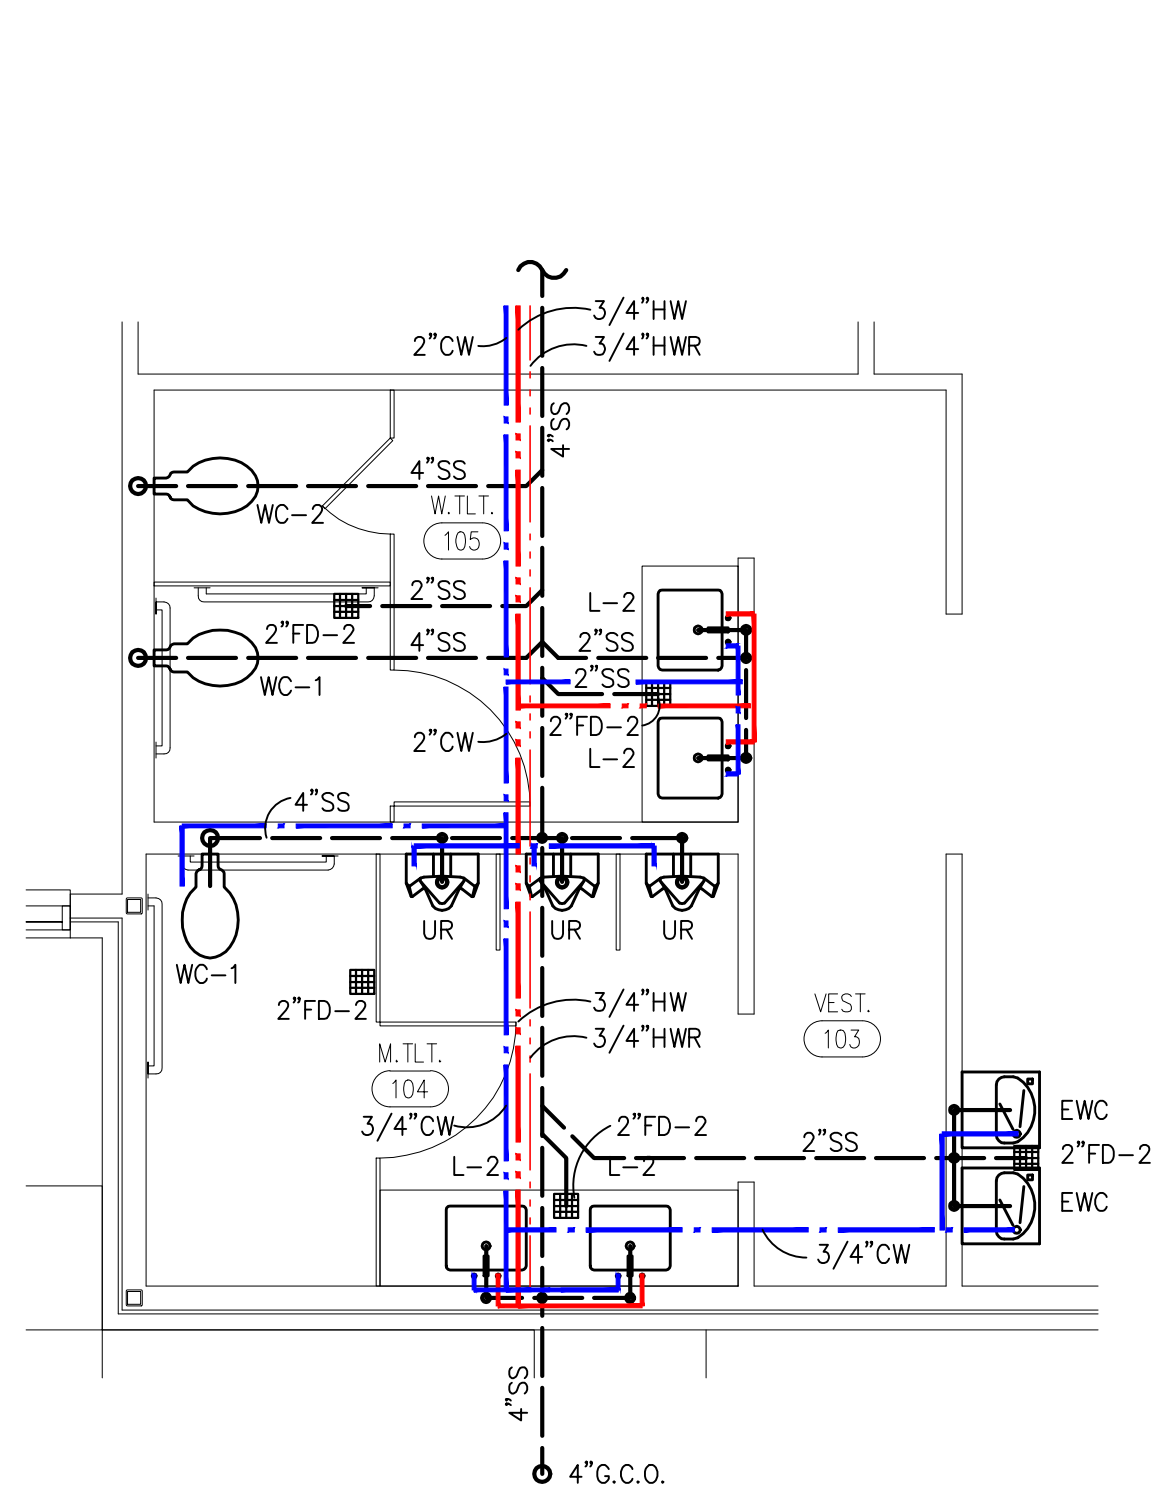 3/4"HW
2"CW
3/4"HWR
4"SS
4"SS
WC-2
W.TLT.
105
2"SS
L-2
2"FD-2
4"SS
2"SS
WC-1
2"SS
2"FD-2
2"CW
L-2
4"SS
UR
UR
UR
WC-1
2"FD-2
3/4"HW
VEST.
103
3/4"HWR
M.TLT.
104
3/4"CW
2"FD-2
EWC
2"SS
2"FD-2
L-2
L-2
EWC
3/4"CW
4"SS
4"G.C.O.